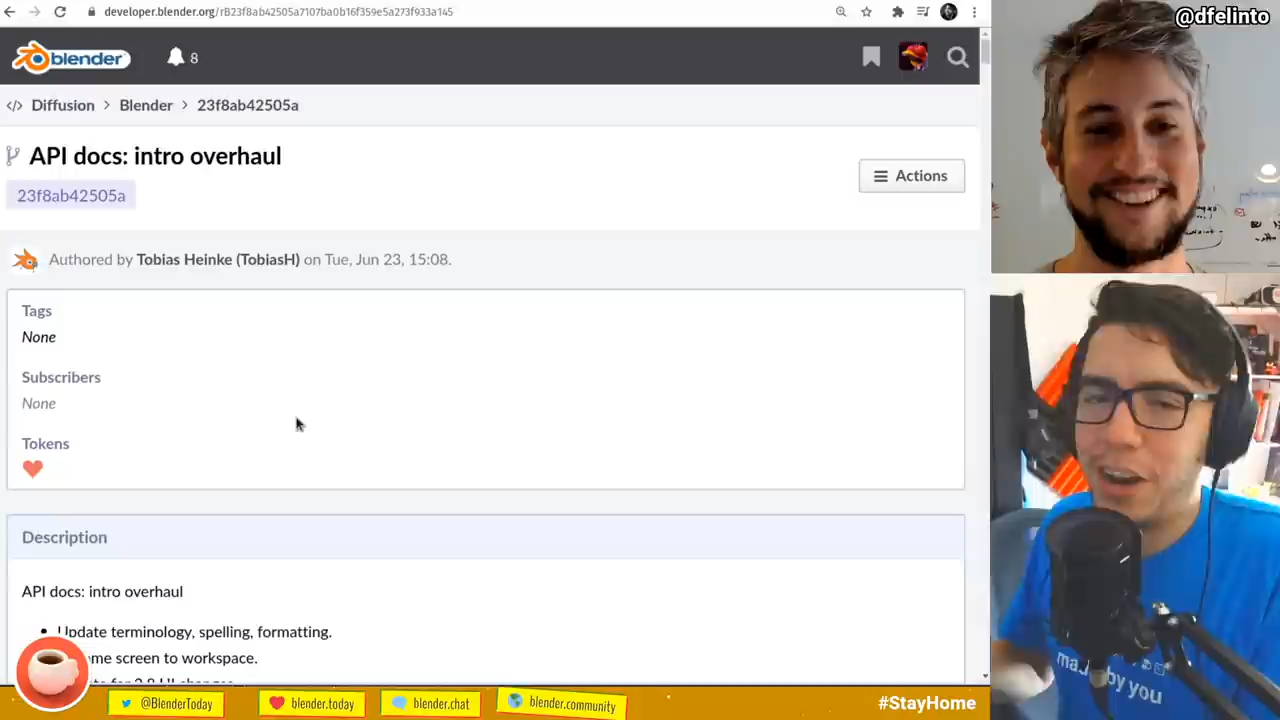 developer.blender.org/rB23f8ab42505a7107ba0b16f359e5a273f933a145
@dfelinto
blender
8
Diffusion > Blender > 23f8ab42505a
API docs: intro overhaul
Actions
23f8ab42505a
Authored by Tobias Heinke (TobiasH) on Tue, Jun 23, 15:08.
Tags
None
Subscribers
None
Tokens
Description
API docs: intro overhaul
Update terminology, spelling, formatting.
screen to workspace.
by you
@BlenderToday
blender.today
blender.chat
blender.community
#StayHome